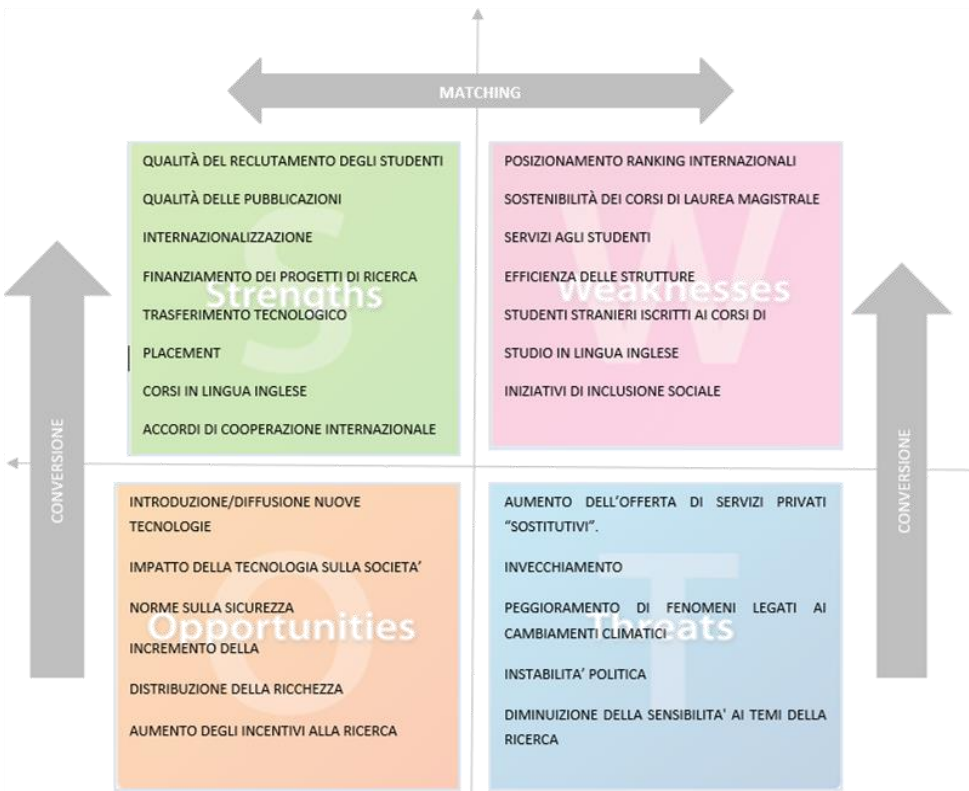 MATCHING
QUALITÀ DEL RECLUTAMENTO DEGLI STUDENTI
QUALITÀ DELLE PUBBLICAZIONI
INTERNAZIONALIZZAZIONE
FINANZIAMENTO DEI PROGETTI DI RICERCA
TRASFERIMENTO TECNOLOGICO
PLACEMENT
CORSI IN LINGUA INGLESE
ACCORDI DI COOPERAZIONE INTERNAZIONALE
S
Strengths
POSIZIONAMENTO RANKING INTERNAZIONALI
SOSTENIBILITÀ DEI CORSI DI LAUREA MAGISTRALE
SERVIZI AGLI STUDENTI
EFFICIENZA DELLE STRUTTURE
STUDENTI STRANIERI ISCRITTI AI CORSI DI
STUDIO IN LINGUA INGLESE
INIZIATIVI DI INCLUSIONE SOCIALE
W
Weaknesses
CONVERSIONE
CONVERSIONE
INTRODUZIONE/DIFFUSIONE NUOVE
TECNOLOGIE
IMPATTO DELLA TECNOLOGIA SULLA SOCIETA’
NORME SULLA SICUREZZA
INCREMENTO DELLA
DISTRIBUZIONE DELLA RICCHEZZA
AUMENTO DEGLI INCENTIVI ALLA RICERCA
O
Opportunities
AUMENTO DELL’OFFERTA DI SERVIZI PRIVATI
“SOSTITUTIVI”.
INVECCHIAMENTO
PEGGIORAMENTO DI FENOMENI LEGATI AI
CAMBIAMENTI CLIMATICI
INSTABILITA’ POLITICA
DIMINUIZIONE DELLA SENSIBILITA' AI TEMI DELLA
RICERCA
T
Threats